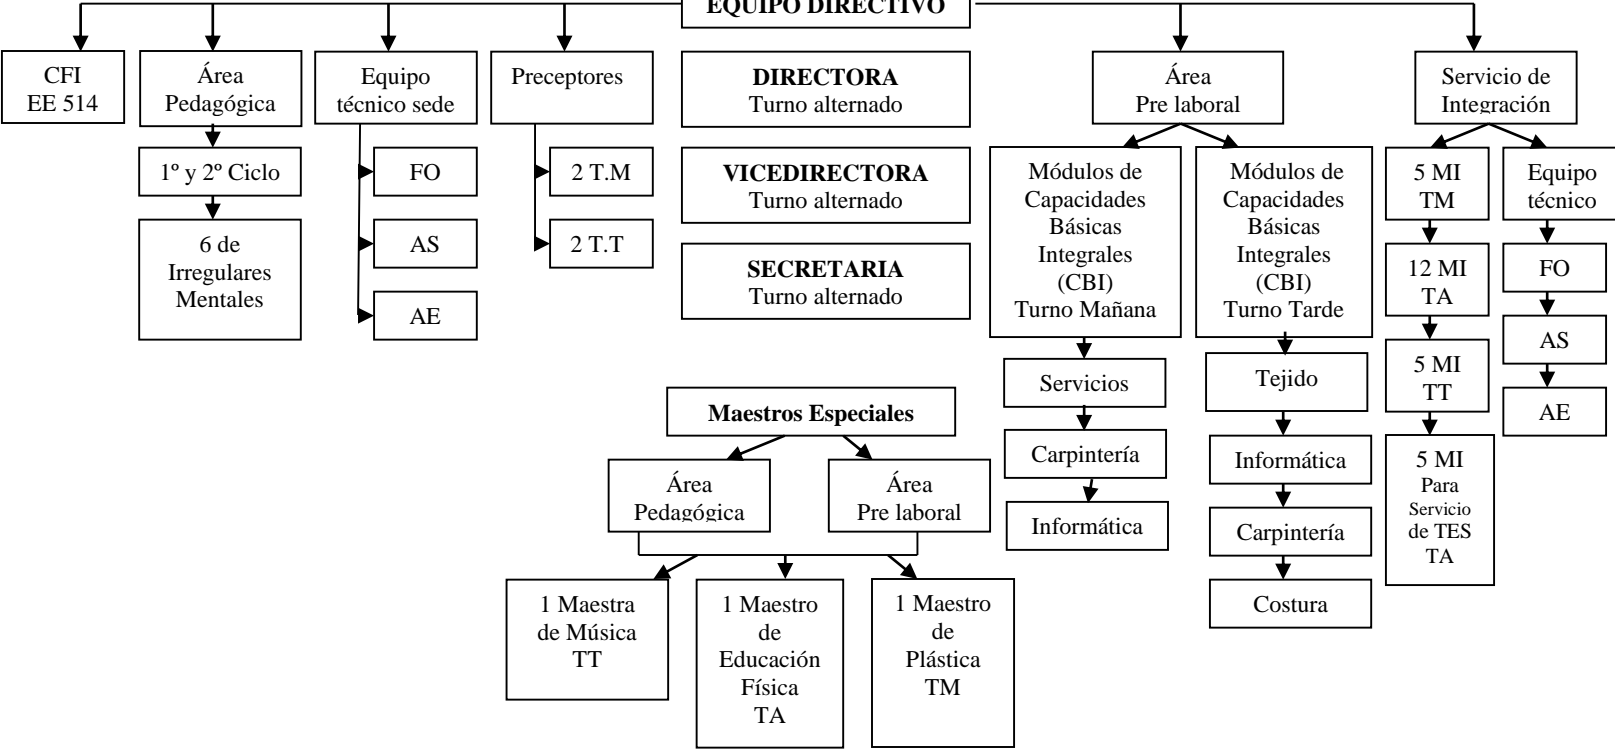 EQUIPO DIRECTIVO
CFI
EE 514
Área
Pedagógica
Equipo
técnico sede
Preceptores
DIRECTORA
Turno alternado
Área
Pre laboral
Servicio de
Integración
1º y 2º Ciclo
FO
2 T.M
VICEDIRECTORA
Turno alternado
Módulos de
Capacidades
Básicas
Integrales
(CBI)
Turno Mañana
Módulos de
Capacidades
Básicas
Integrales
(CBI)
Turno Tarde
5 MI
TM
Equipo
técnico
6 de
Irregulares
Mentales
AS
2 T.T
SECRETARIA
Turno alternado
12 MI
TA
FO
AE
AS
Servicios
Tejido
5 MI
TT
AE
Maestros Especiales
Carpintería
Informática
5 MI
Para
Servicio
de TES
TA
Área
Pedagógica
Área
Pre laboral
Informática
Carpintería
1 Maestra
de Música
TT
1 Maestro
de
Educación
Física
TA
1 Maestro
de
Plástica
TM
Costura